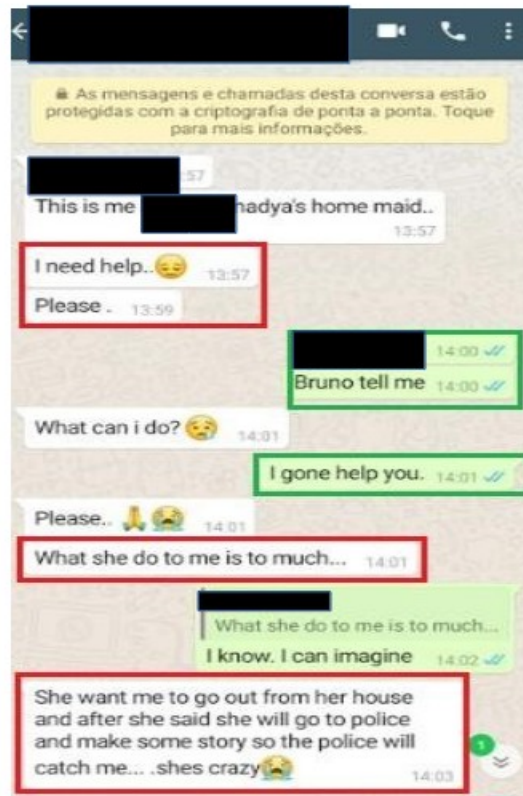 As mensagens e chamadas desta conversa estão
protegidas com a criptografia de ponta a ponta. Toque
para mais informações.
:57
This is me nadya's home maid..
13:57
I need help..😔 13:57
Please . 13:59
14:00
Bruno tell me 14:00
What can i do? 😢 14:01
I gone help you. 14:01
Please.. 🙏 😭 14:01
What she do to me is to much... 14:01
What she do to me is to much...
I know. I can imagine 14:02
She want me to go out from her house
and after she said she will go to police
and make some story so the police will
catch me... .shes crazy😭
14:03
1